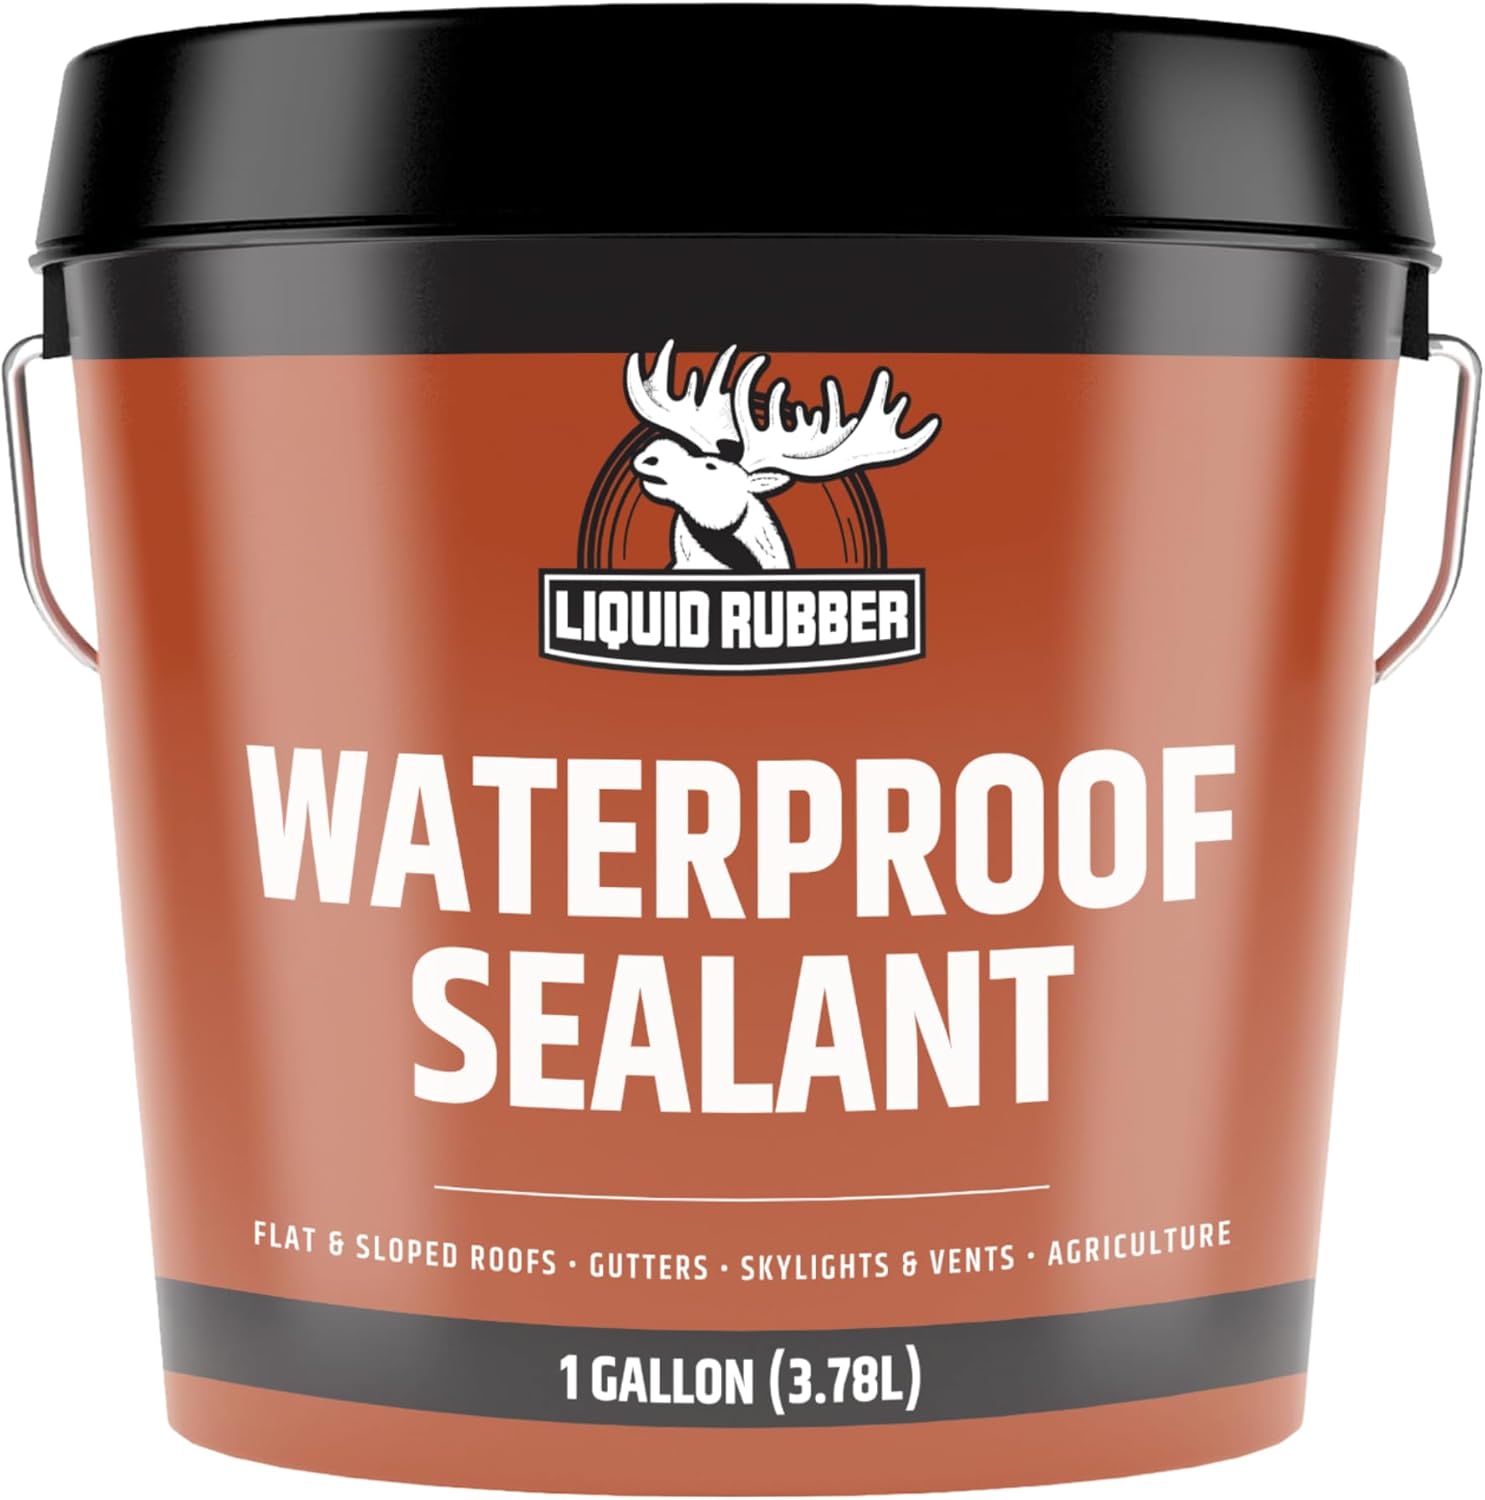 LIQUID RUBBER
WATERPROOF
SEALANT
FLAT & SLOPED ROOFS • GUTTERS • SKYLIGHTS & VENTS • AGRICULTURE
1 GALLON (3.78L)